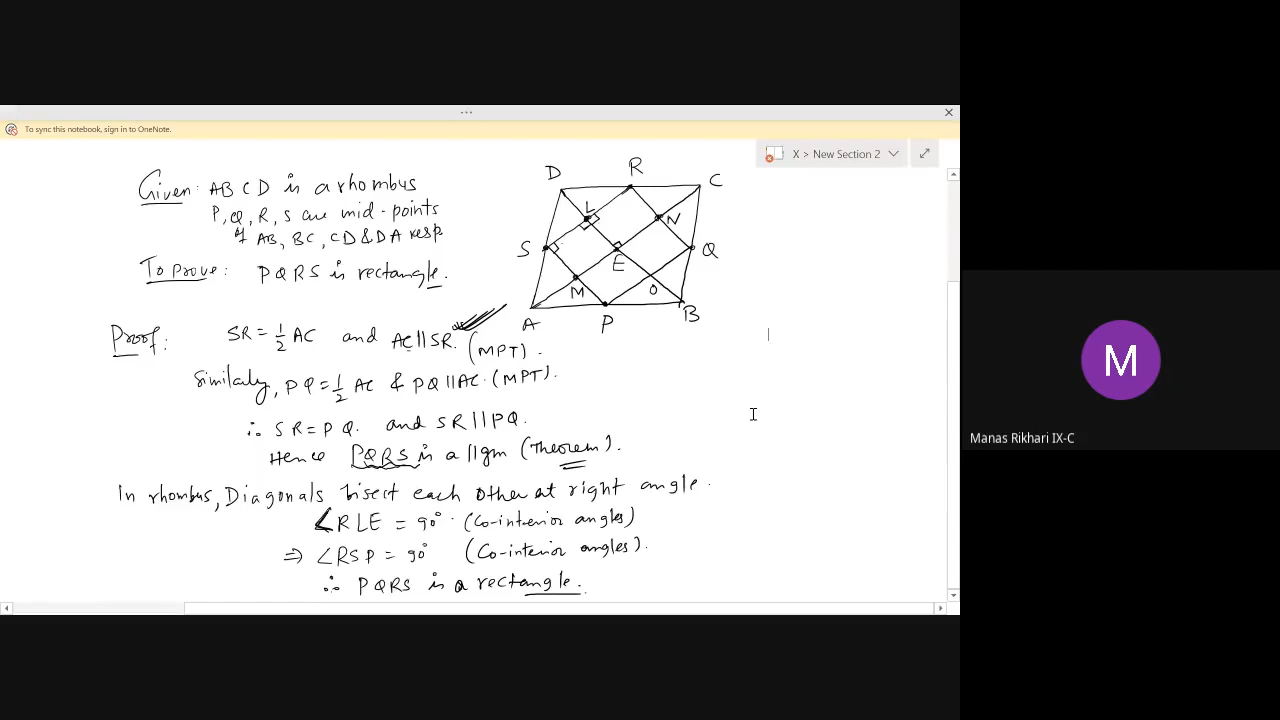 To sync this notebook, sign in to OneNote.
X > New Section 2
Given: ABCD is a rhombus
P, Q, R, S are mid-points
of AB, BC, CD & DA resp
To prove: PQRS is rectangle.
D R C
L N
S E Q
M O
A P B
Proof: SR = 1/2 AC and AC || SR. (MPT).
Similarly, PQ = 1/2 AC & PQ || AC. (MPT).
∴ SR = PQ. and SR || PQ.
Hence PQRS is a ||gm (Theorem).
In rhombus, Diagonals bisect each other at right angle.
∠RLE = 90° (Co-interior angles)
⇒ ∠RSP = 90° (Co-interior angles).
∴ PQRS is a rectangle.
M
Manas Rikhari IX-C